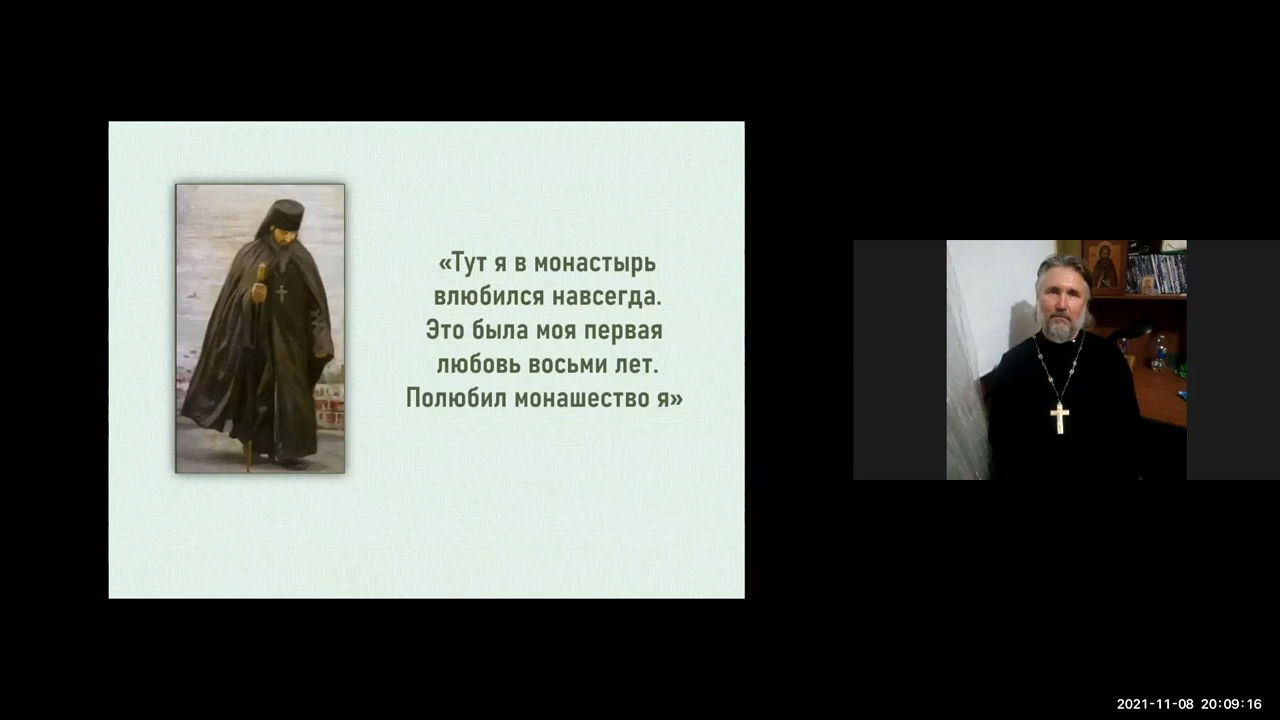 «Тут я в монастырь
влюбился навсегда.
Это была моя первая
любовь восьми лет.
Полюбил монашество я»
2021-11-08 20:09:16